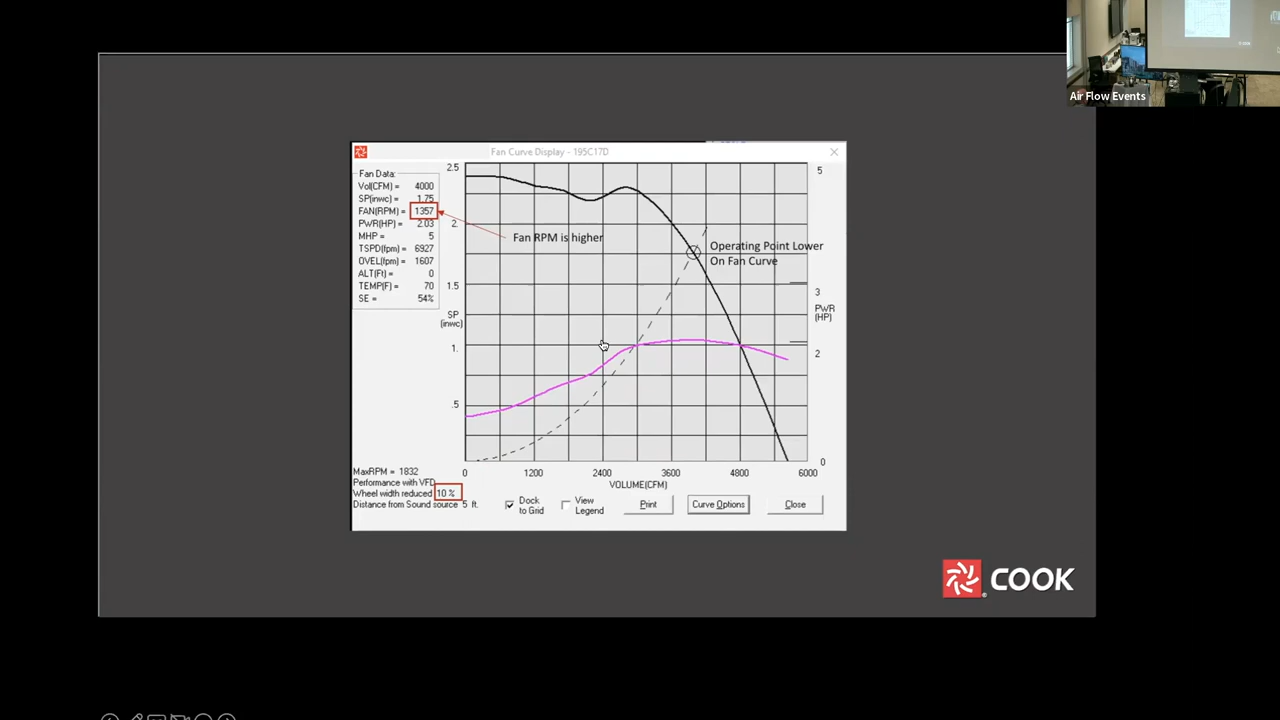 Air Flow Events
Fan Curve Display - 195C17D
Fan Data:
Vol(CFM) = 4000
SP(inwc) = 1.75
FAN(RPM) = 1357
PWR(HP) = 2.03
MHP = 5
TSPD(fpm) = 6927
OVEL(fpm) = 1607
ALT(Ft) = 0
TEMP(F) = 70
SE = 54%
2.5
2.
1.5
SP
(inwc)
1.
.5
Fan RPM is higher
Operating Point Lower
On Fan Curve
5
3
PWR
(HP)
2
0
0 1200 2400 3600 4800 6000
VOLUME(CFM)
MaxRPM = 1832
Performance with VFD
Wheel width reduced 10 %
Distance from Sound source 5 ft.
Dock
to Grid
View
Legend
Print
Curve Options
Close
COOK